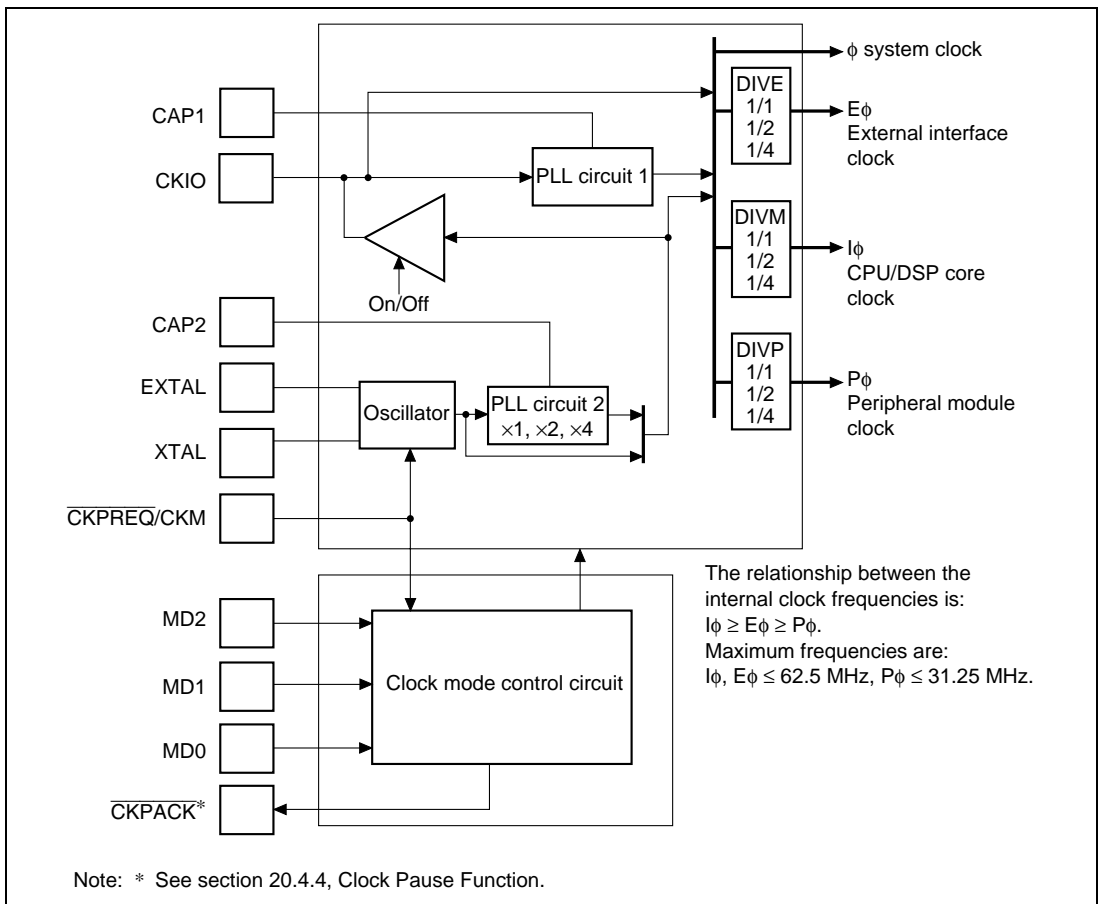 φ system clock
DIVE
1/1
1/2
1/4
Eφ
External interface
clock
CAP1
CKIO
PLL circuit 1
DIVM
1/1
1/2
1/4
Iφ
CPU/DSP core
clock
On/Off
CAP2
EXTAL
XTAL
Oscillator
PLL circuit 2
×1, ×2, ×4
DIVP
1/1
1/2
1/4
Pφ
Peripheral module
clock
CKPREQ/CKM
The relationship between the
internal clock frequencies is:
Iφ ≥ Eφ ≥ Pφ.
Maximum frequencies are:
Iφ, Eφ ≤ 62.5 MHz, Pφ ≤ 31.25 MHz.
MD2
MD1
MD0
Clock mode control circuit
CKPACK*
Note: * See section 20.4.4, Clock Pause Function.